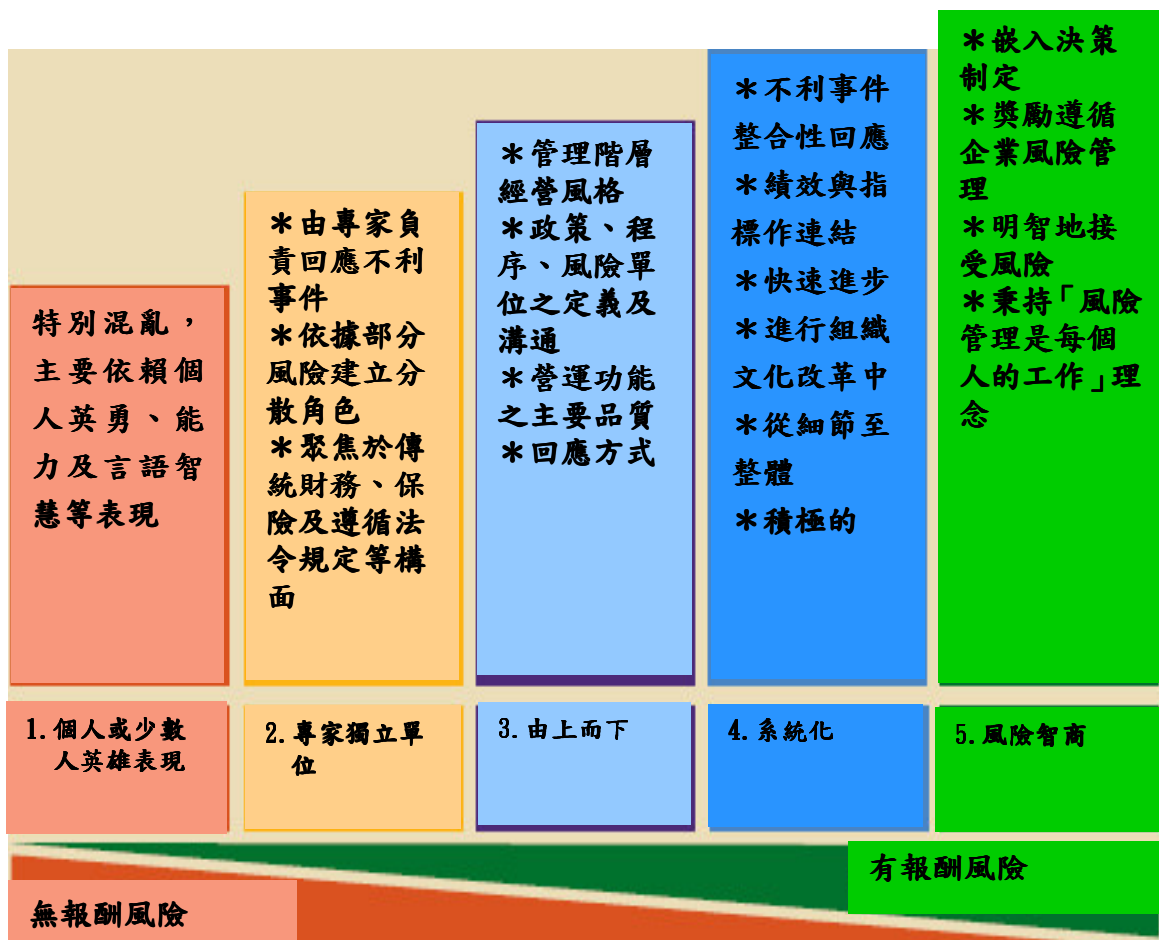 特別混亂，
主要依賴個
人英勇、能
力及言語智
慧等表現
＊由專家負
責回應不利
事件
＊依據部分
風險建立分
散角色
＊聚焦於傳
統財務、保
險及遵循法
令規定等構
面
＊管理階層
經營風格
＊政策、程
序、風險單
位之定義及
溝通
＊營運功能
之主要品質
＊回應方式
＊不利事件
整合性回應
＊績效與指
標作連結
＊快速進步
＊進行組織
文化改革中
＊從細節至
整體
＊積極的
＊嵌入決策
制定
＊獎勵遵循
企業風險管
理
＊明智地接
受風險
＊秉持「風險
管理是每個
人的工作」理
念
1. 個人或少數
人英雄表現
2. 專家獨立單
位
3. 由上而下
4. 系統化
5. 風險智商
有報酬風險
無報酬風險